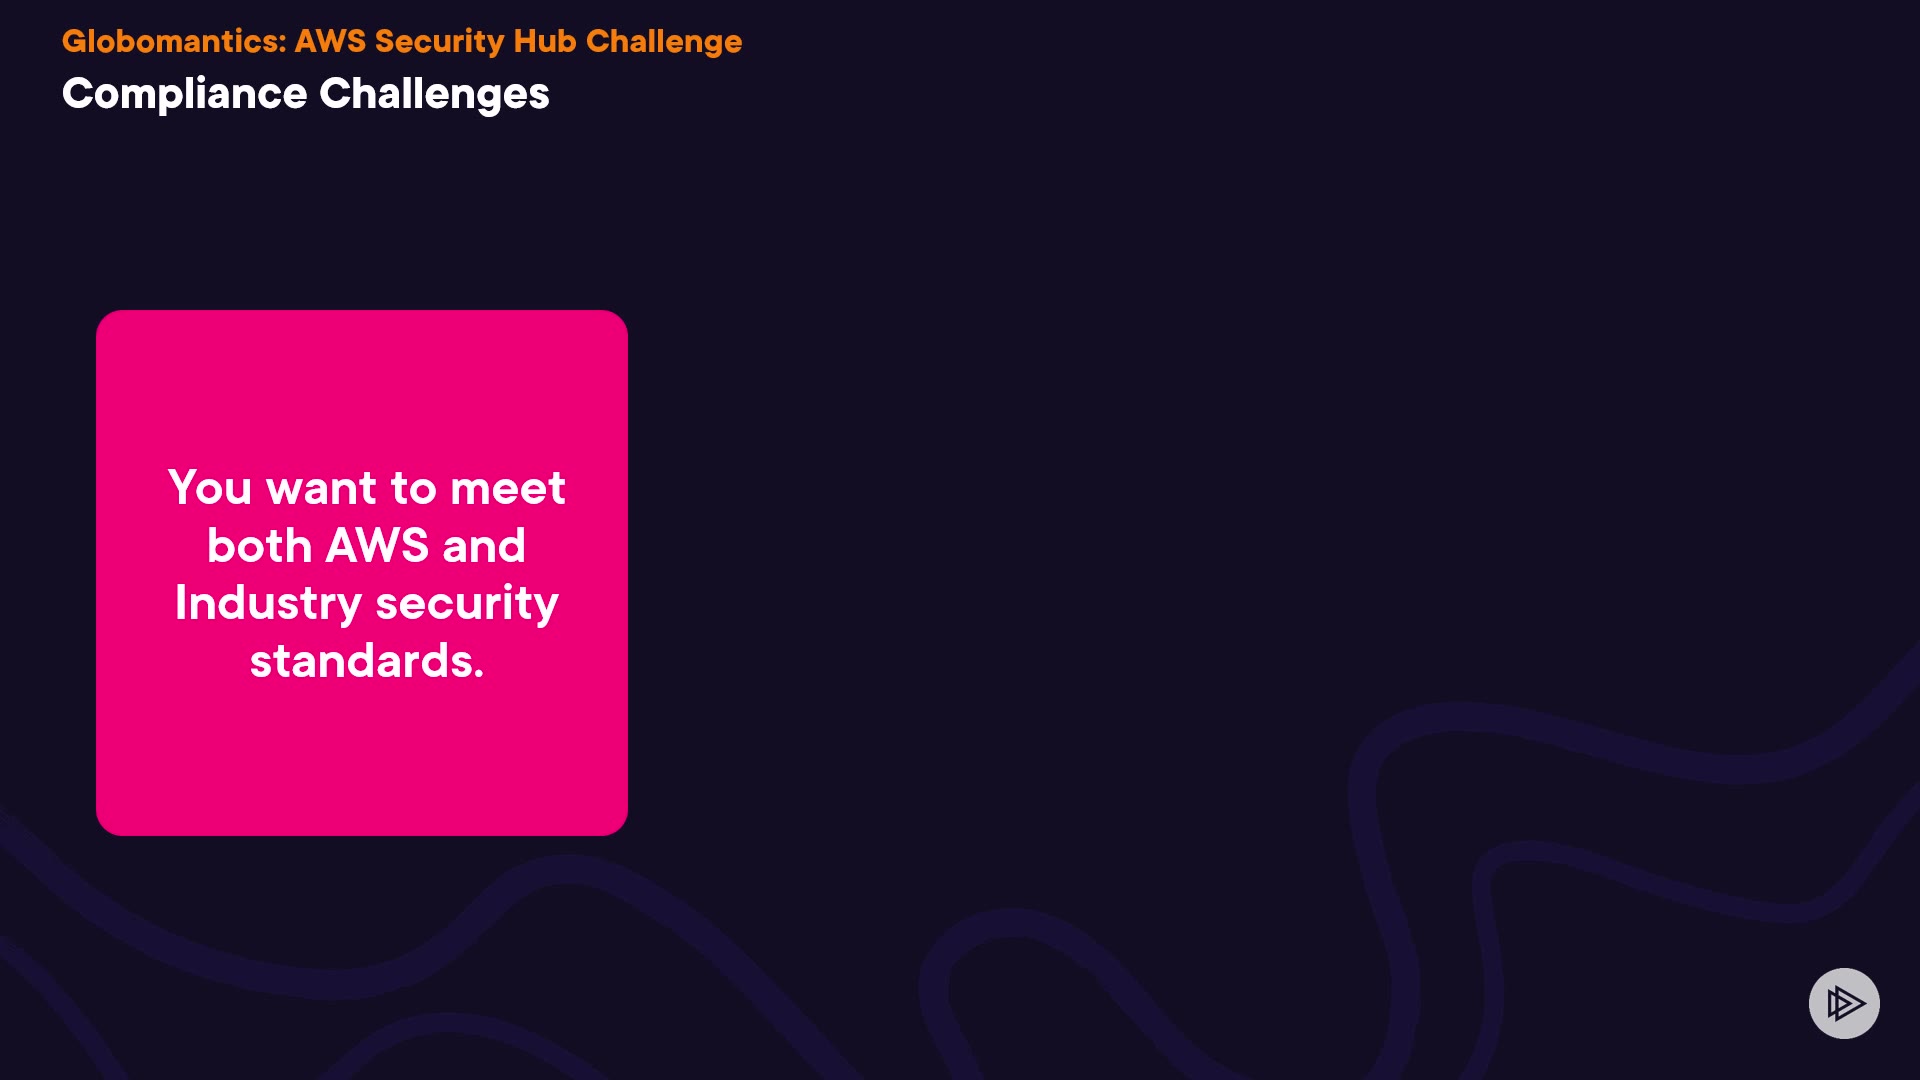 Globomantics: AWS Security Hub Challenge
Compliance Challenges
You want to meet
both AWS and
Industry security
standards.